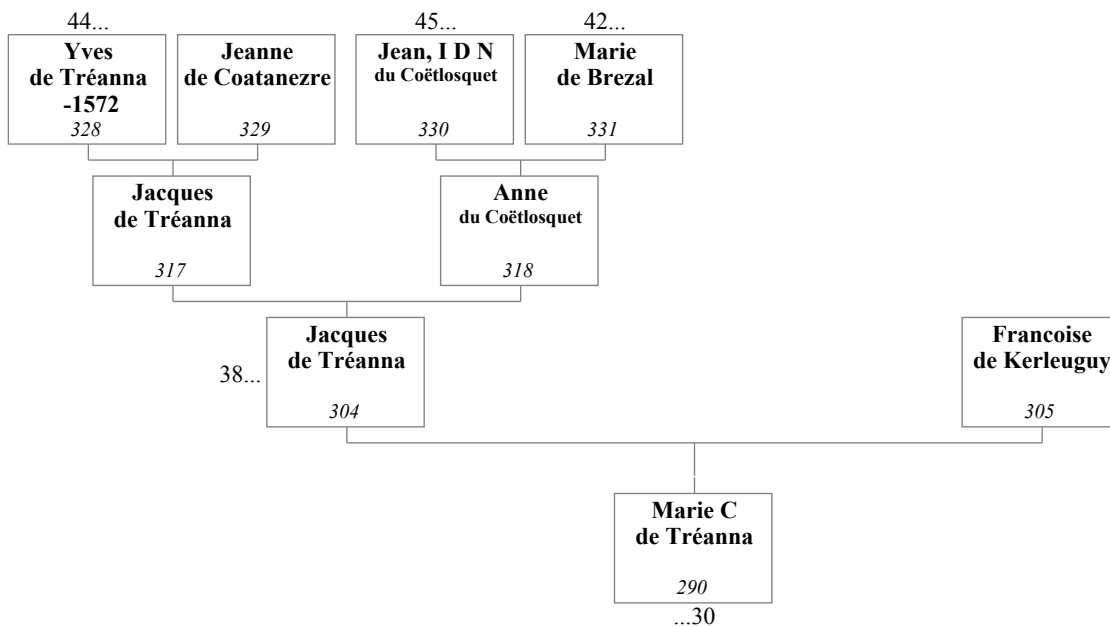 44...
45...
42...
Yves
de Tréanna
-1572
328
Jeanne
de Coatanezre
329
Jean, I D N
du Coëtlosquet
330
Marie
de Brezal
331
Jacques
de Tréanna
317
Anne
du Coëtlosquet
318
38...
Jacques
de Tréanna
304
Francoise
de Kerleuguy
305
Marie C
de Tréanna
290
...30